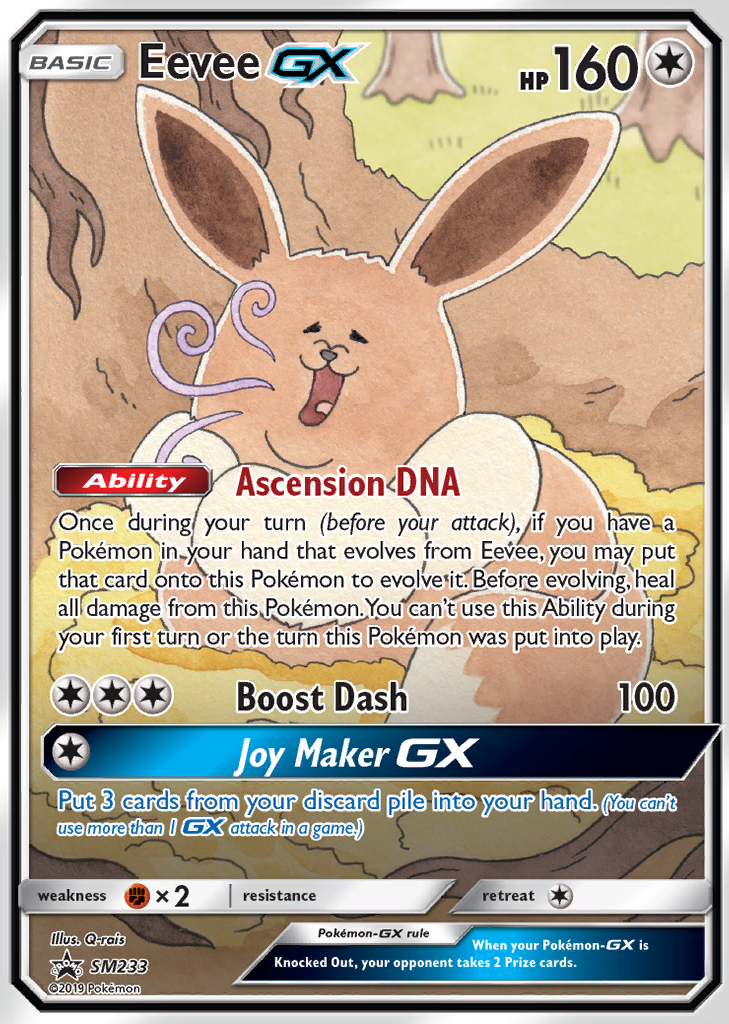 BASIC Eevee GX HP 160
Ability Ascension DNA
Once during your turn (before your attack), if you have a
Pokémon in your hand that evolves from Eevee, you may put
that card onto this Pokémon to evolve it. Before evolving, heal
all damage from this Pokémon. You can't use this Ability during
your first turn or the turn this Pokémon was put into play.
Boost Dash 100
Joy Maker GX
Put 3 cards from your discard pile into your hand. (You can't
use more than 1 GX attack in a game.)
weakness ×2 resistance retreat
Illus. Q-rais
PROMO SM233
©2019 Pokémon
Pokémon-GX rule
When your Pokémon-GX is
Knocked Out, your opponent takes 2 Prize cards.